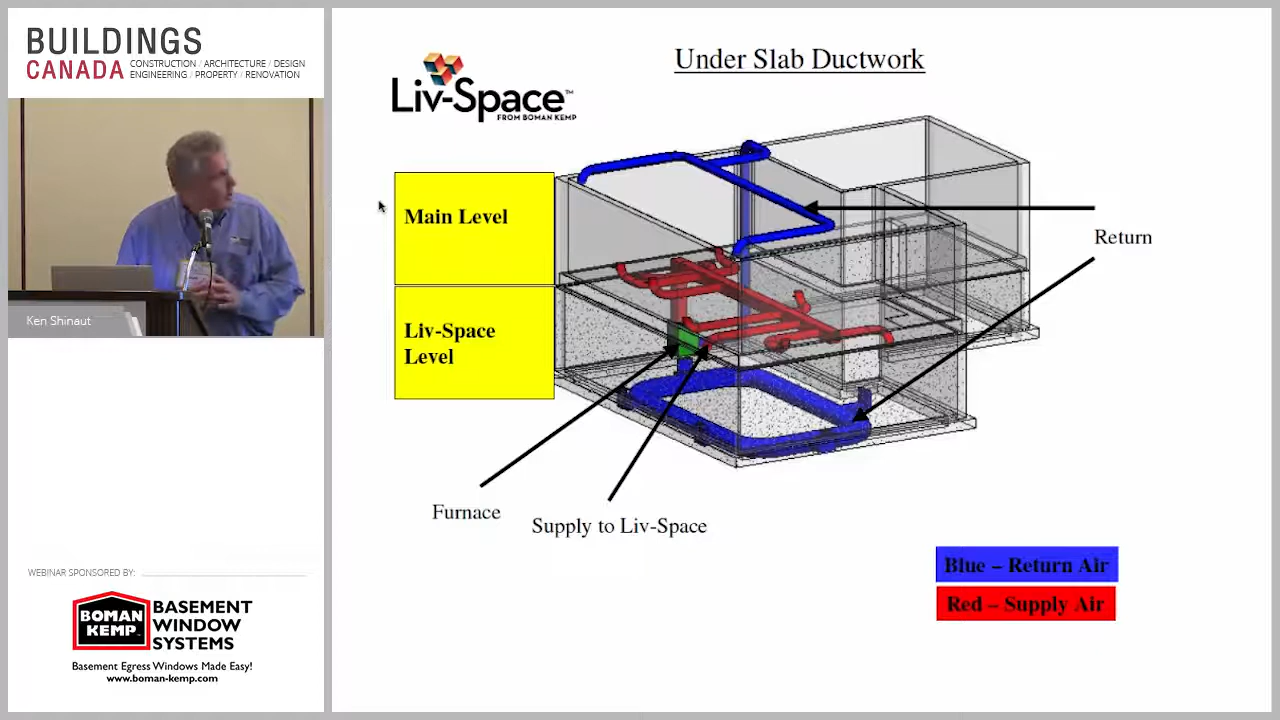 BUILDINGS
CANADA
CONSTRUCTION / ARCHITECTURE / DESIGN
ENGINEERING / PROPERTY / RENOVATION
Ken Shinaut
WEBINAR SPONSORED BY:
BOMAN
KEMP
BASEMENT
WINDOW
SYSTEMS
Basement Egress Windows Made Easy!
www.boman-kemp.com
Under Slab Ductwork
Liv-Space™
FROM BOMAN KEMP
Main Level
Return
Liv-Space
Level
Furnace
Supply to Liv-Space
Blue – Return Air
Red – Supply Air